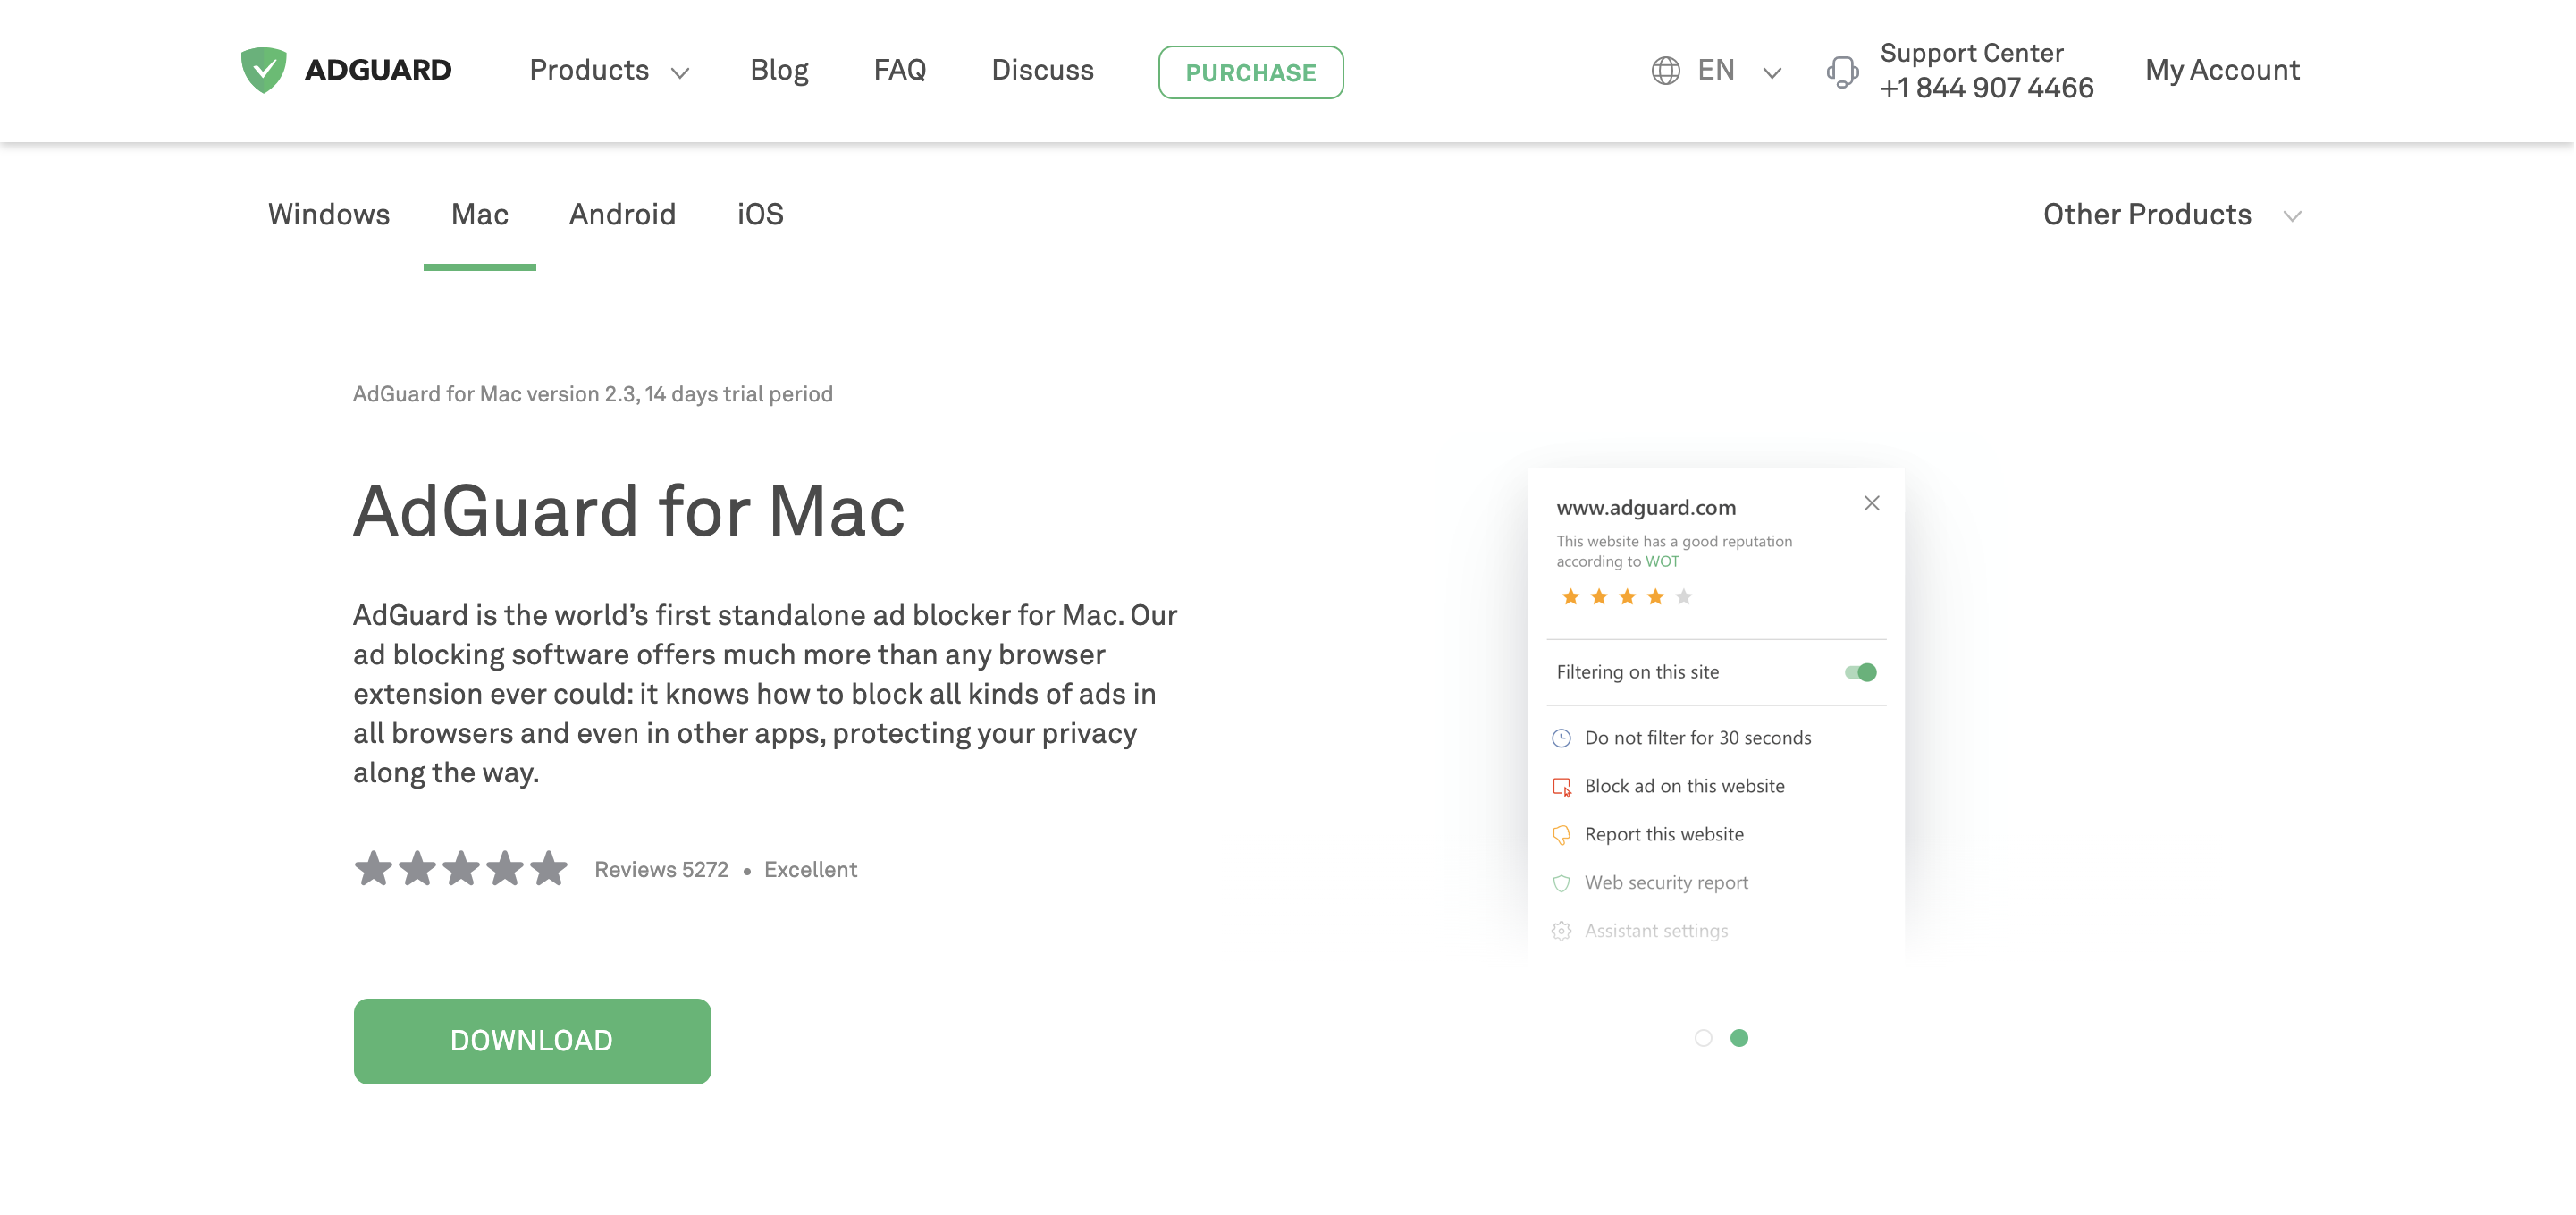 ADGUARD
Products
Blog
FAQ
Discuss
PURCHASE
EN
Support Center
+1 844 907 4466
My Account
Windows
Mac
Android
iOS
Other Products
AdGuard for Mac version 2.3, 14 days trial period
AdGuard for Mac
AdGuard is the world’s first standalone ad blocker for Mac. Our
ad blocking software offers much more than any browser
extension ever could: it knows how to block all kinds of ads in
all browsers and even in other apps, protecting your privacy
along the way.
Reviews 5272 • Excellent
DOWNLOAD
www.adguard.com
This website has a good reputation
according to WOT
Filtering on this site
Do not filter for 30 seconds
Block ad on this website
Report this website
Web security report
Assistant settings